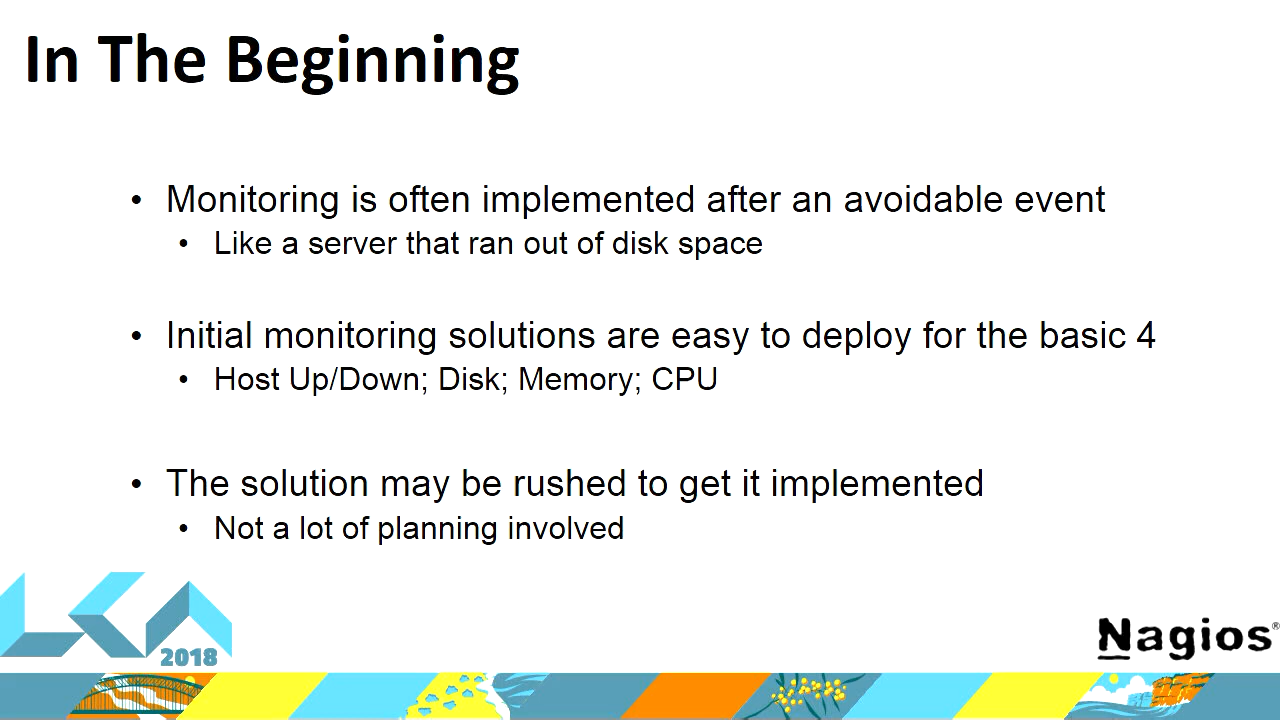 In The Beginning
• Monitoring is often implemented after an avoidable event
• Like a server that ran out of disk space
• Initial monitoring solutions are easy to deploy for the basic 4
• Host Up/Down; Disk; Memory; CPU
• The solution may be rushed to get it implemented
• Not a lot of planning involved
LCA
2018
Nagios®